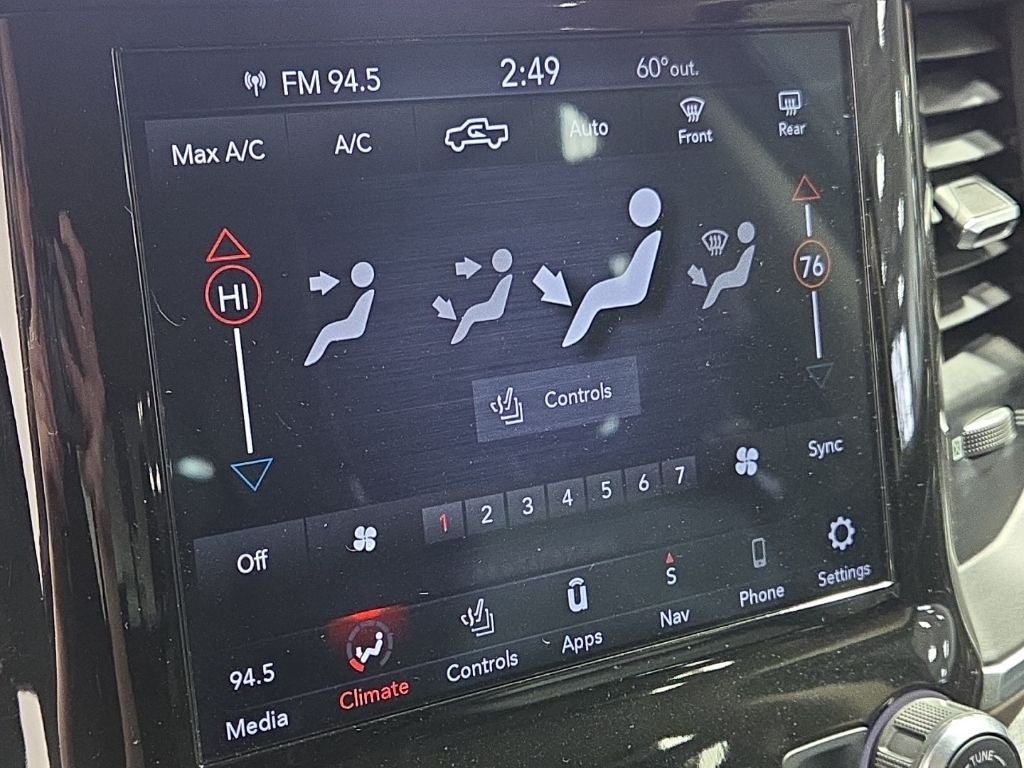 FM 94.5 2:49 60° out.
Max A/C A/C Auto Front Rear
HI 76
Controls
Sync
1 2 3 4 5 6 7
Off
94.5 S
Media Climate Controls Apps Nav Phone Settings
TUNE